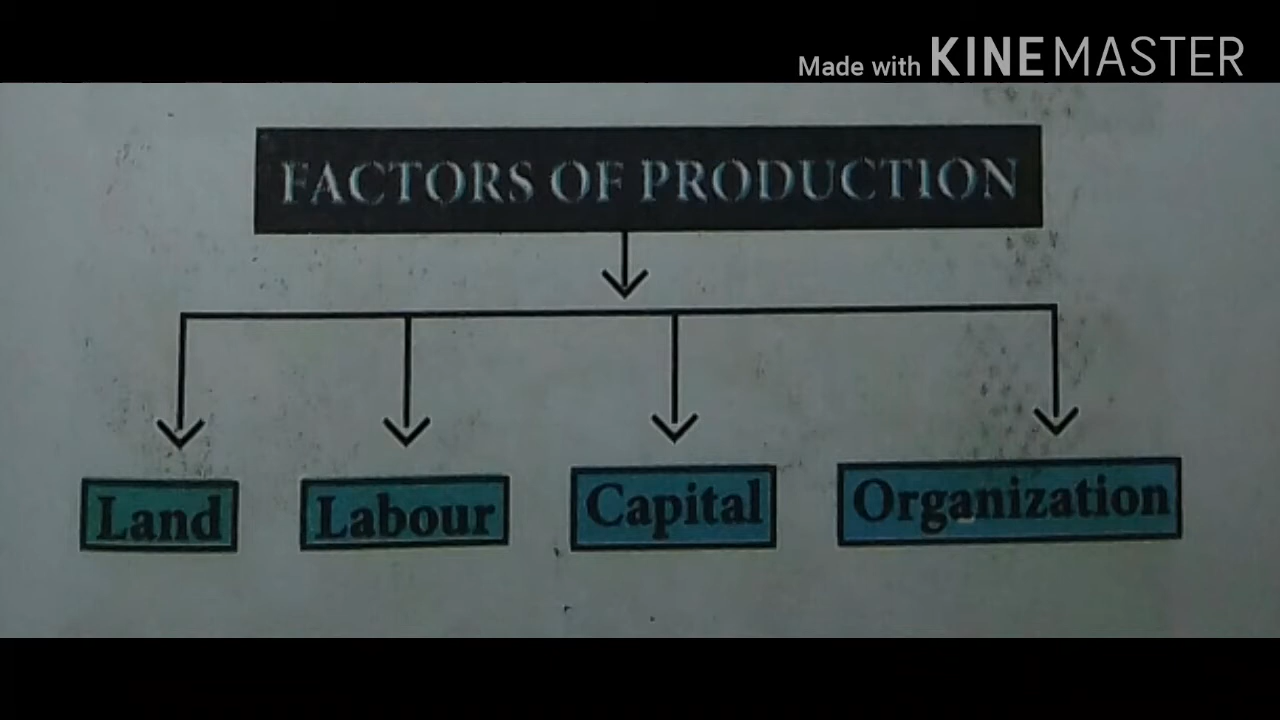 Made with KINEMASTER
FACTORS OF PRODUCTION
Land
Labour
Capital
Organization